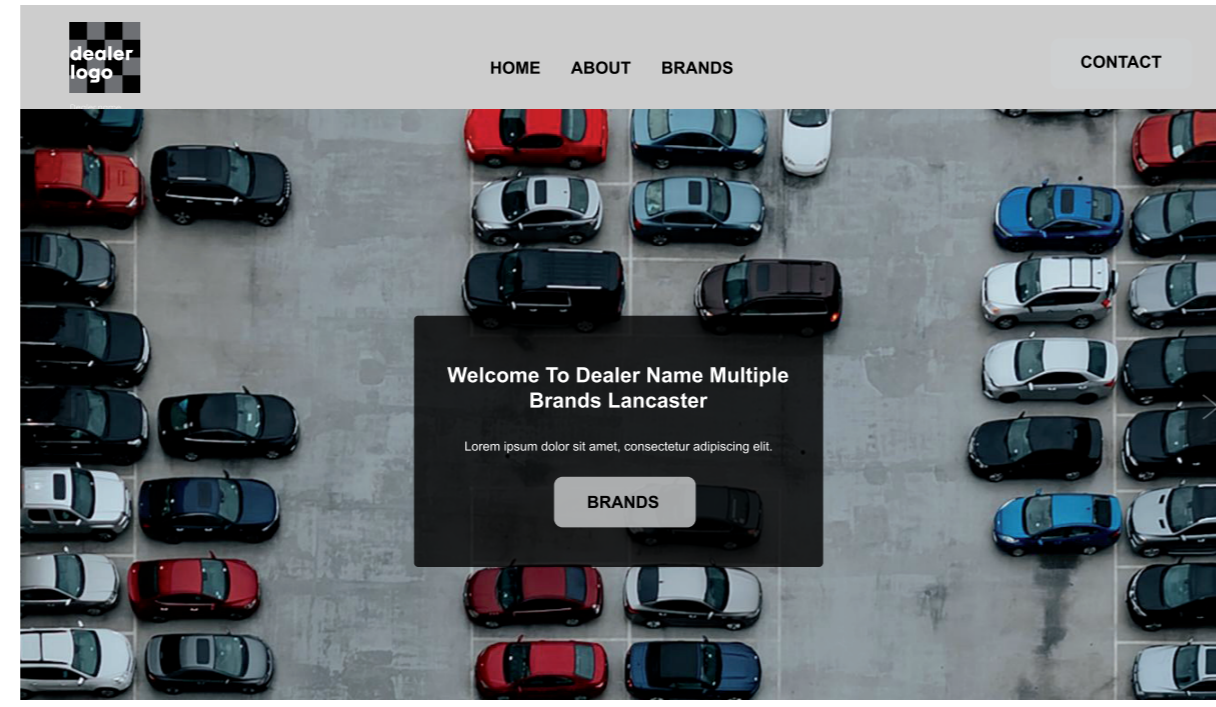 dealer
logo
HOME ABOUT BRANDS
CONTACT
Welcome To Dealer Name Multiple
Brands Lancaster
Lorem ipsum dolor sit amet, consectetur adipiscing elit.
BRANDS